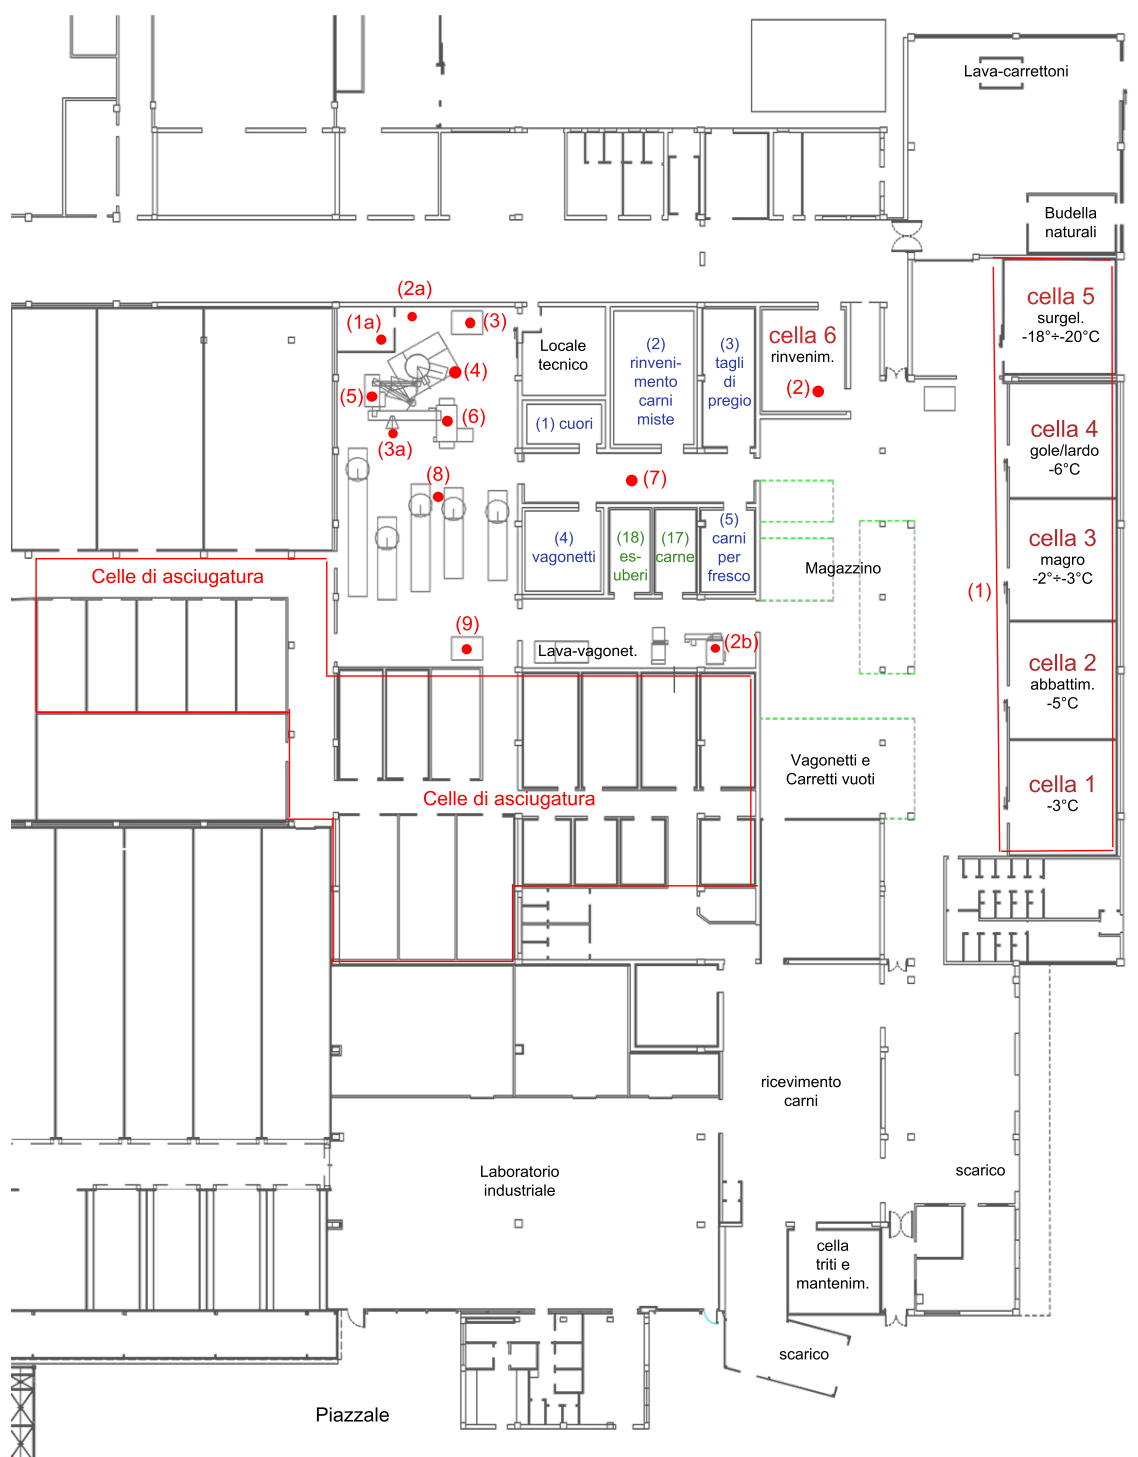 Lava-carrettoni
Budella
naturali
cella 5
surgel.
-18°÷-20°C
(2a)
(1a)
(3)
(4)
(5)
(6)
(3a)
(8)
Locale
tecnico
(1) cuori
(2)
rinveni-
mento
carni
miste
(3)
tagli
di
pregio
cella 6
rinvenim.
(2)
cella 4
gole/lardo
-6°C
(7)
(4)
vagonetti
(18)
es-
uberi
(17)
carne
(5)
carni
per
fresco
Magazzino
cella 3
magro
-2°÷-3°C
(1)
Celle di asciugatura
(9)
Lava-vagonet.
(2b)
cella 2
abbattim.
-5°C
Vagonetti e
Carretti vuoti
cella 1
-3°C
Celle di asciugatura
ricevimento
carni
Laboratorio
industriale
scarico
cella
triti e
mantenim.
scarico
Piazzale